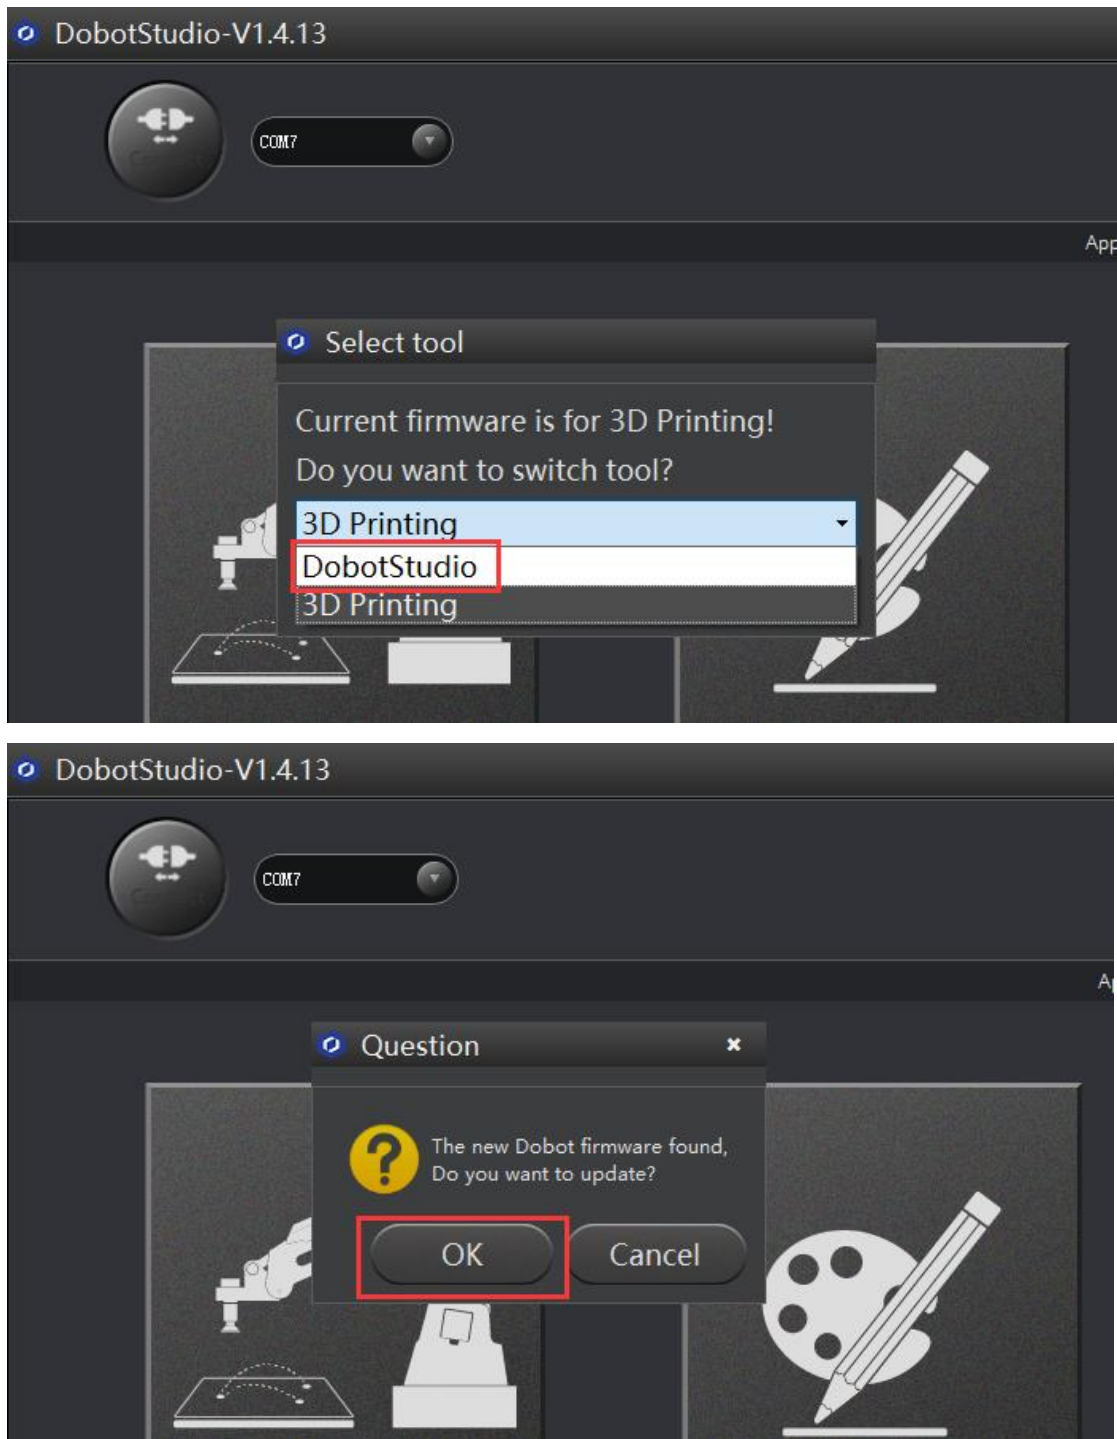 DobotStudio-V1.4.13
COM7
App
Select tool
Current firmware is for 3D Printing!
Do you want to switch tool?
3D Printing
DobotStudio
3D Printing
DobotStudio-V1.4.13
COM7
Question
The new Dobot firmware found,
Do you want to update?
OK
Cancel